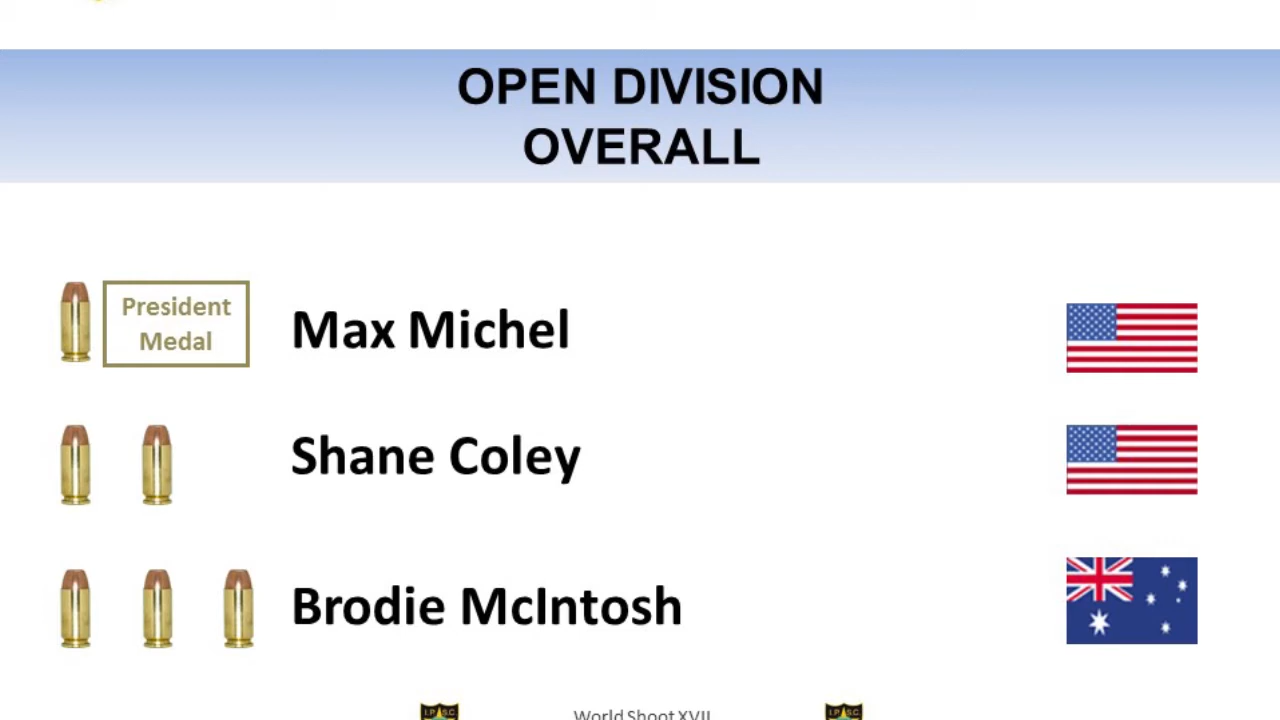 OPEN DIVISION
OVERALL
President
Medal
Max Michel
Shane Coley
Brodie McIntosh
I.P. S.C.
World Shoot XVII
I.P. S.C.